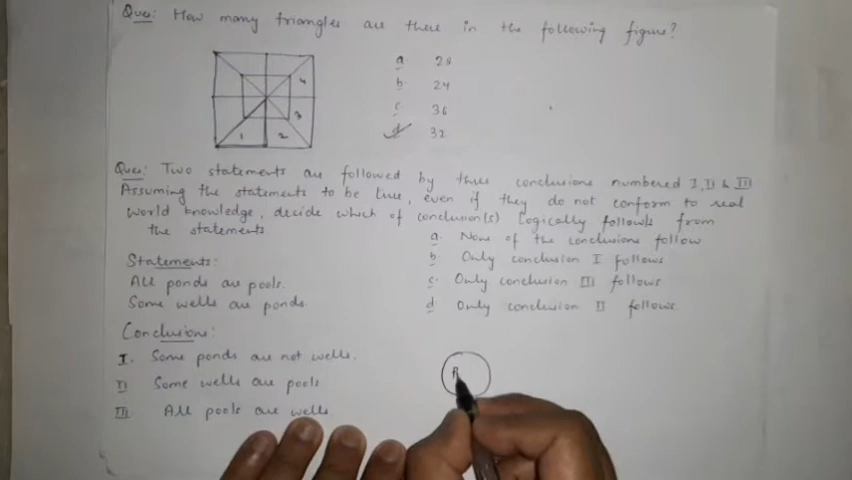 Ques: How many triangles are there in the following figure?
a 28
b 24
c. 36
d 32
4
3
1 2
Ques: Two statements are followed by three conclusions numbered I, II & III
Assuming the statements to be true, even if they do not conform to real
world knowledge, decide which of conclusion(s) logically follows from
the statements
a. None of the conclusions follow
b. Only conclusion I follows
c. Only conclusion III follows
d. Only conclusion II follows.
Statements:
All ponds are pools.
Some wells are ponds.
Conclusions:
I. Some ponds are not wells.
II Some wells are pools
III All pools are wells
P